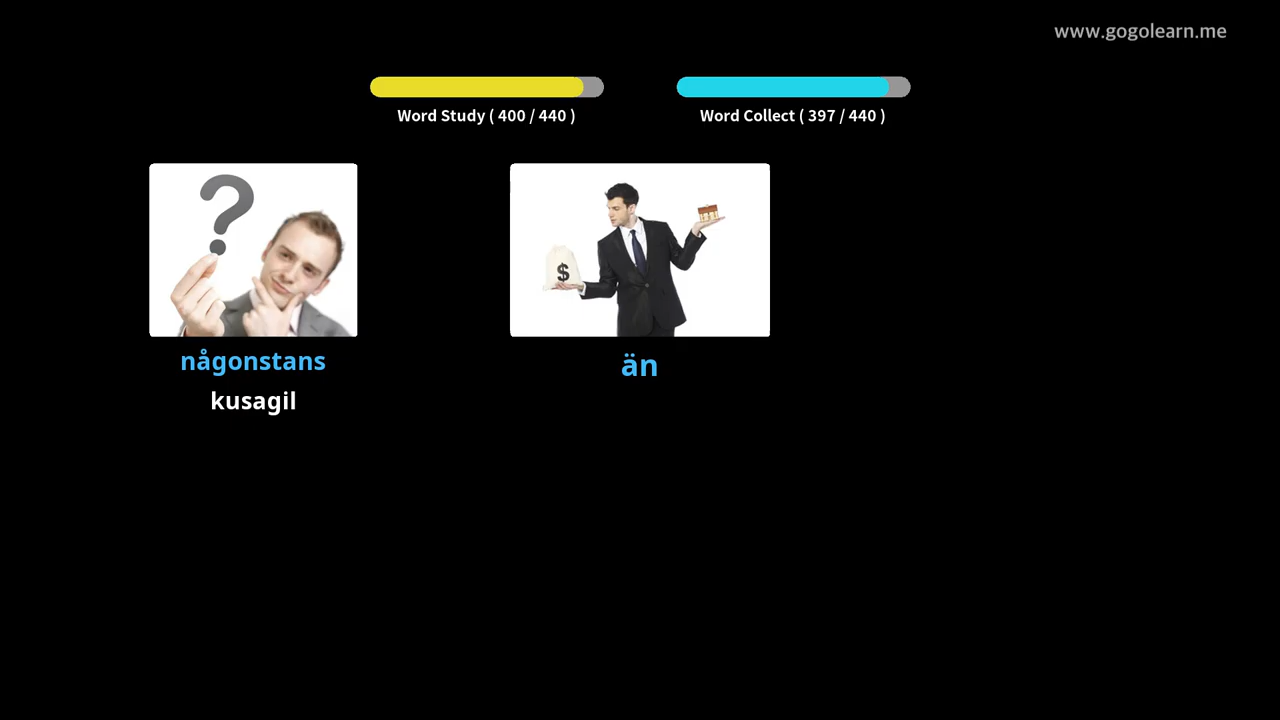 www.gogolearn.me
Word Study ( 400 / 440 )
Word Collect ( 397 / 440 )
?
$
någonstans
än
kusagil